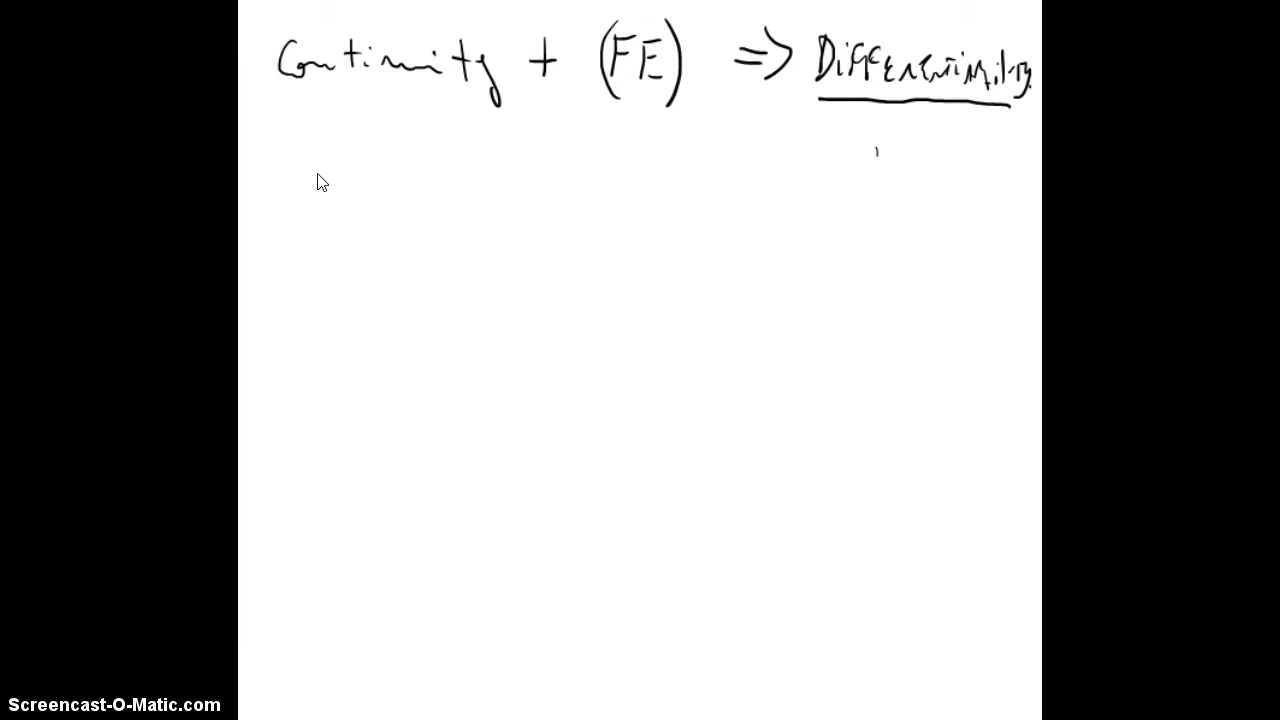 Continuity + (FE) => Differentiability.
Screencast-O-Matic.com